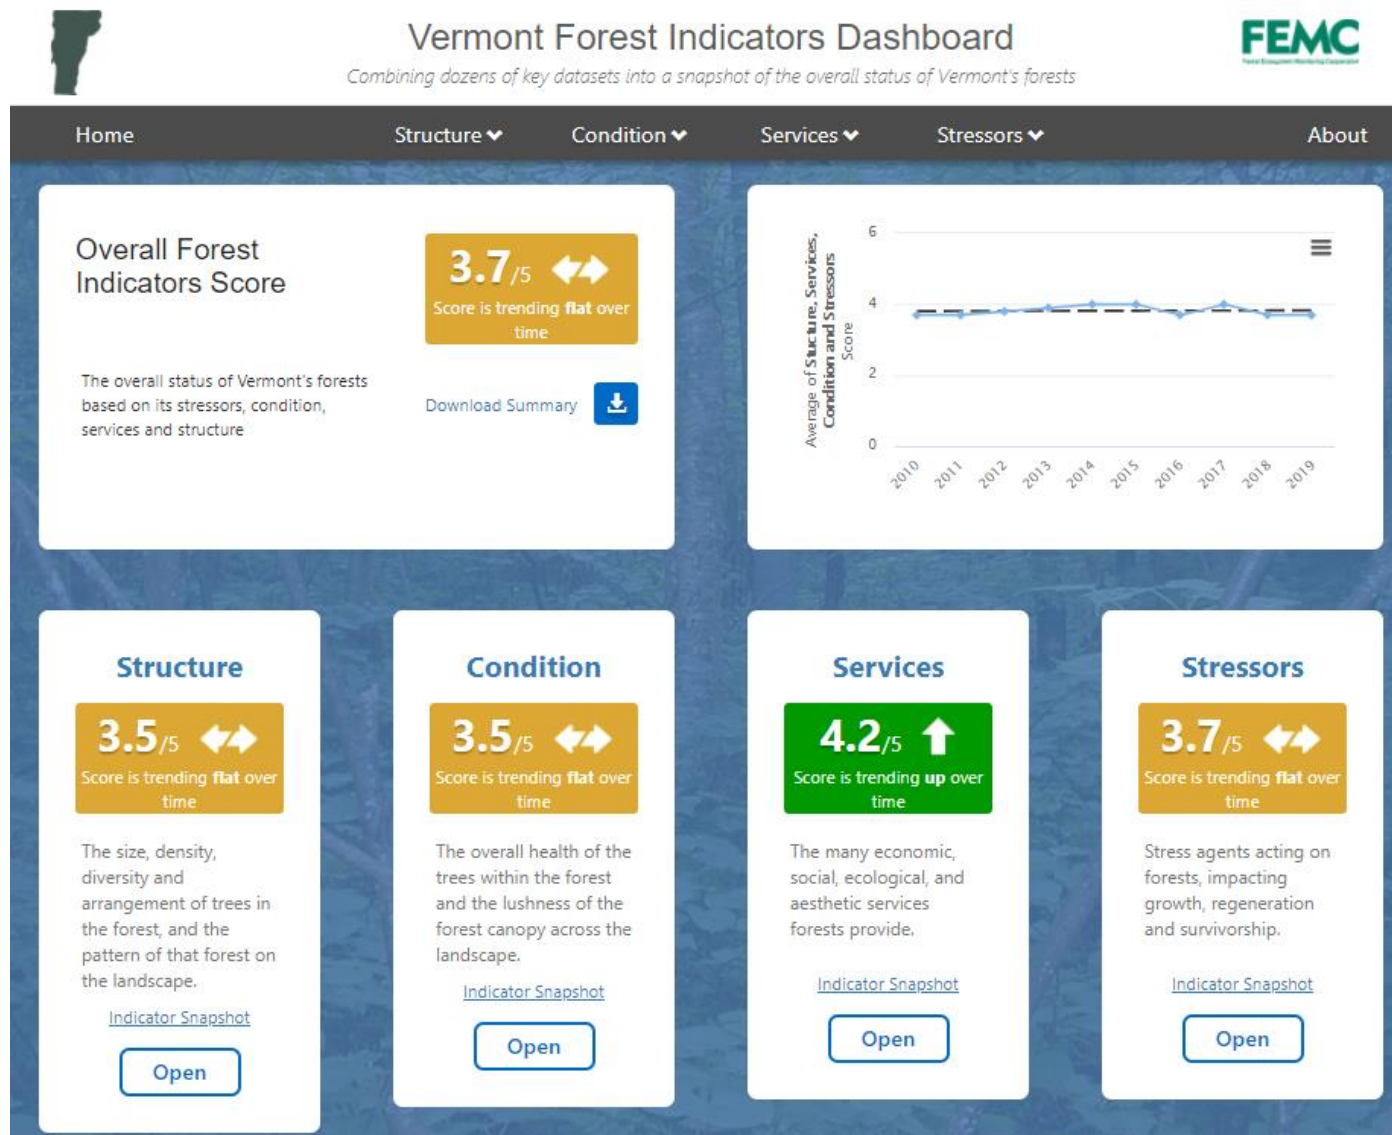 Vermont Forest Indicators Dashboard
Combining dozens of key datasets into a snapshot of the overall status of Vermont's forests
FEMC
Forest Ecosystem Monitoring Cooperative
Home
Structure
Condition
Services
Stressors
About
Overall Forest
Indicators Score
3.7/5
Score is trending flat over
time
The overall status of Vermont's forests
based on its stressors, condition,
services and structure
Download Summary
Average of Stucture, Services,
Condition and Stressors
Score
6
4
2
0
2010
2011
2012
2013
2014
2015
2016
2017
2018
2019
Structure
3.5/5
Score is trending flat over
time
The size, density,
diversity and
arrangement of trees in
the forest, and the
pattern of that forest on
the landscape.
Indicator Snapshot
Open
Condition
3.5/5
Score is trending flat over
time
The overall health of the
trees within the forest
and the lushness of the
forest canopy across the
landscape.
Indicator Snapshot
Open
Services
4.2/5
Score is trending up over
time
The many economic,
social, ecological, and
aesthetic services
forests provide.
Indicator Snapshot
Open
Stressors
3.7/5
Score is trending flat over
time
Stress agents acting on
forests, impacting
growth, regeneration
and survivorship.
Indicator Snapshot
Open